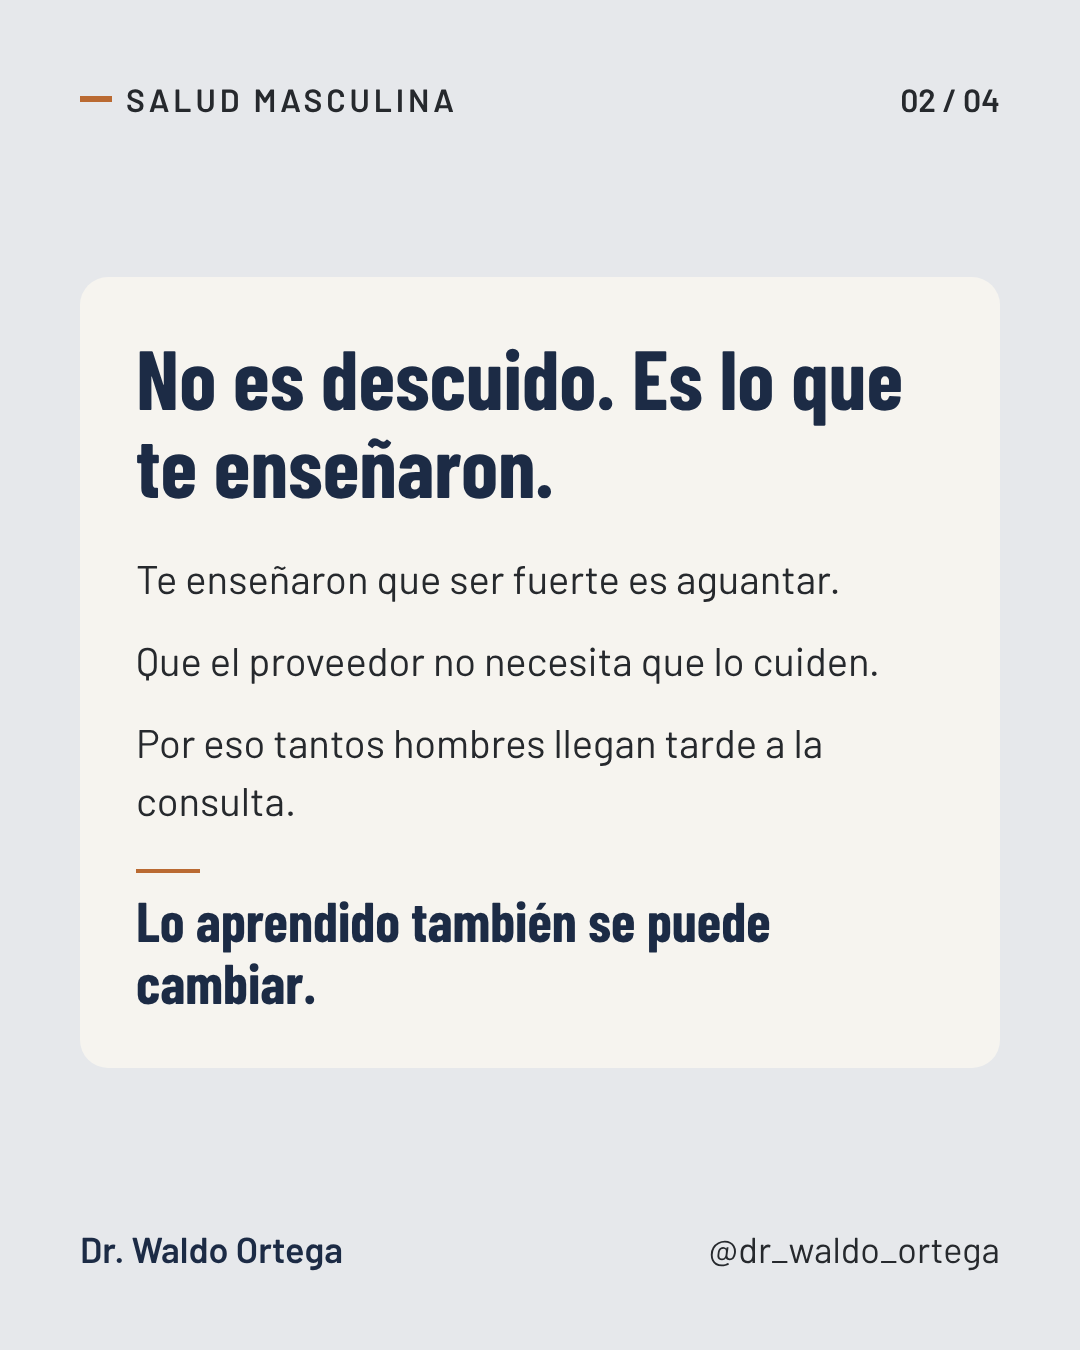 SALUD MASCULINA
02 / 04
No es descuido. Es lo que
te enseñaron.
Te enseñaron que ser fuerte es aguantar.
Que el proveedor no necesita que lo cuiden.
Por eso tantos hombres llegan tarde a la
consulta.
Lo aprendido también se puede
cambiar.
Dr. Waldo Ortega
@dr_waldo_ortega